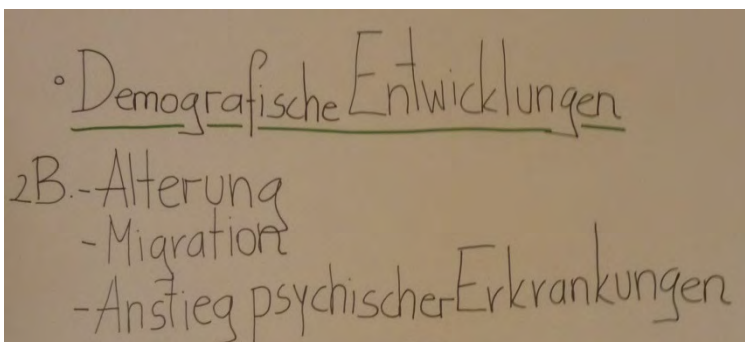 ° Demografische Entwicklungen
zB. - Alterung
- Migration
- Anstieg psychischer Erkrankungen